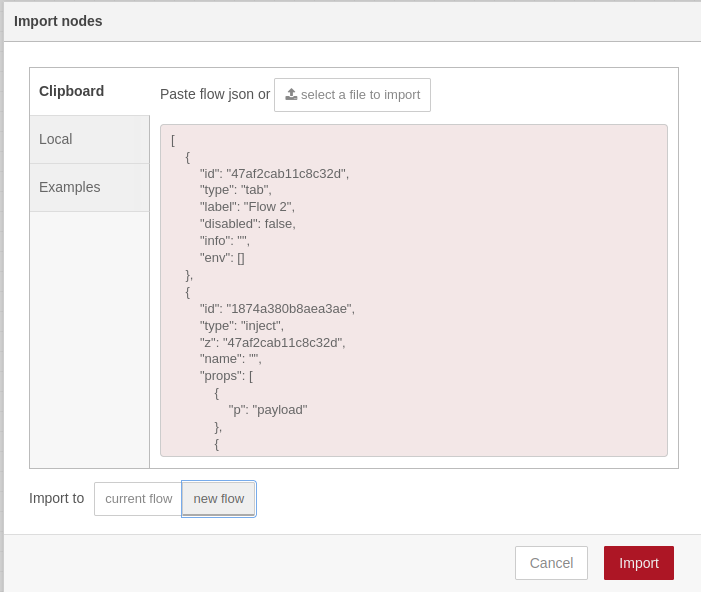 Import nodes
Clipboard
Local
Examples
Paste flow json or select a file to import
[
{
"id": "47af2cab11c8c32d",
"type": "tab",
"label": "Flow 2",
"disabled": false,
"info": "",
"env": []
},
{
"id": "1874a380b8aea3ae",
"type": "inject",
"z": "47af2cab11c8c32d",
"name": "",
"props": [
{
"p": "payload"
},
{
Import to current flow new flow
Cancel Import